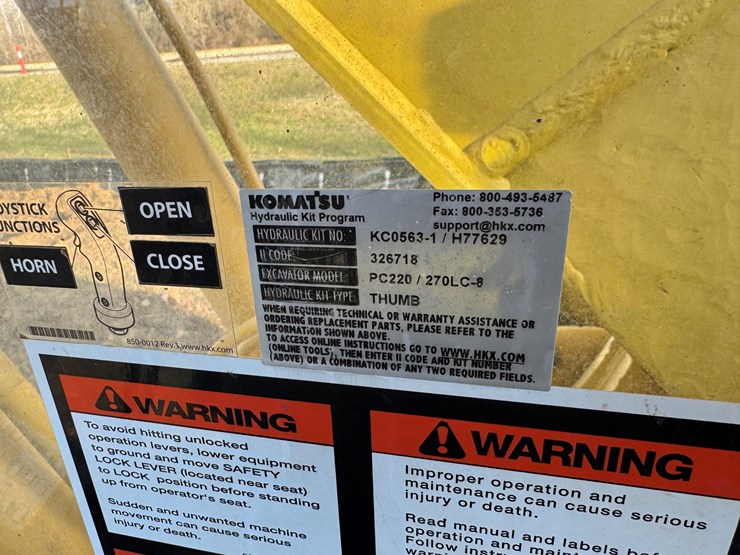 OPEN
CLOSE
HORN
850-0012 Rev 1 www.hkx.com
KOMATSU
Hydraulic Kit Program
Phone: 800-493-5487
Fax: 800-353-5736
support@hkx.com
HYDRAULIC KIT NO: KC0563-1 / H77629
II CODE 326718
EXCAVATOR MODEL PC220 / 270LC-8
HYDRAULIC KIT TYPE THUMB
WHEN REQUIRING TECHNICAL OR WARRANTY ASSISTANCE OR
ORDERING REPLACEMENT PARTS, PLEASE REFER TO THE
INFORMATION SHOWN ABOVE.
TO ACCESS ONLINE INSTRUCTIONS GO TO WWW.HKX.COM
(ONLINE TOOLS), THEN ENTER II CODE AND KIT NUMBER
(ABOVE) OR A COMBINATION OF ANY TWO REQUIRED FIELDS.
WARNING
To avoid hitting unlocked
operation levers, lower equipment
to ground and move SAFETY
LOCK LEVER (located near seat)
to LOCK position before standing
up from operator's seat.
Sudden and unwanted machine
movement can cause serious
injury or death.
WARNING
Improper operation and
maintenance can cause serious
injury or death.
Read manual and labels
operation and
Follow